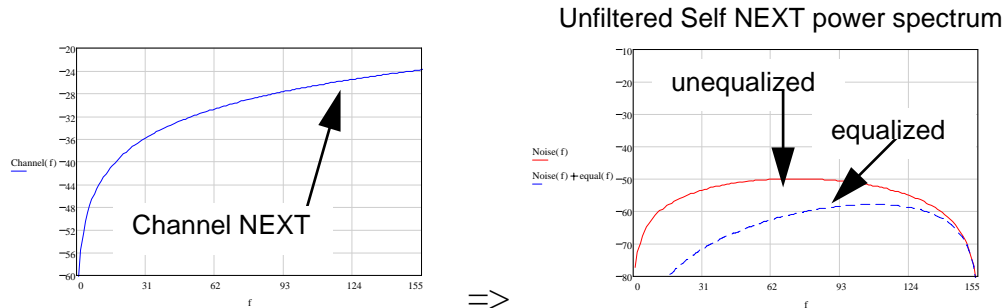 Unfiltered Self NEXT power spectrum
−20
−24
−28
−32
−36
−40
−44
−48
−52
−56
−60
Channel(f)
Channel NEXT
0 31 62 93 124 155
f
=>
−10
−20
−30
−40
−50
−60
−70
−80
unequalized
equalized
Noise(f)
Noise(f)+equal(f)
0 31 62 93 124 155
f